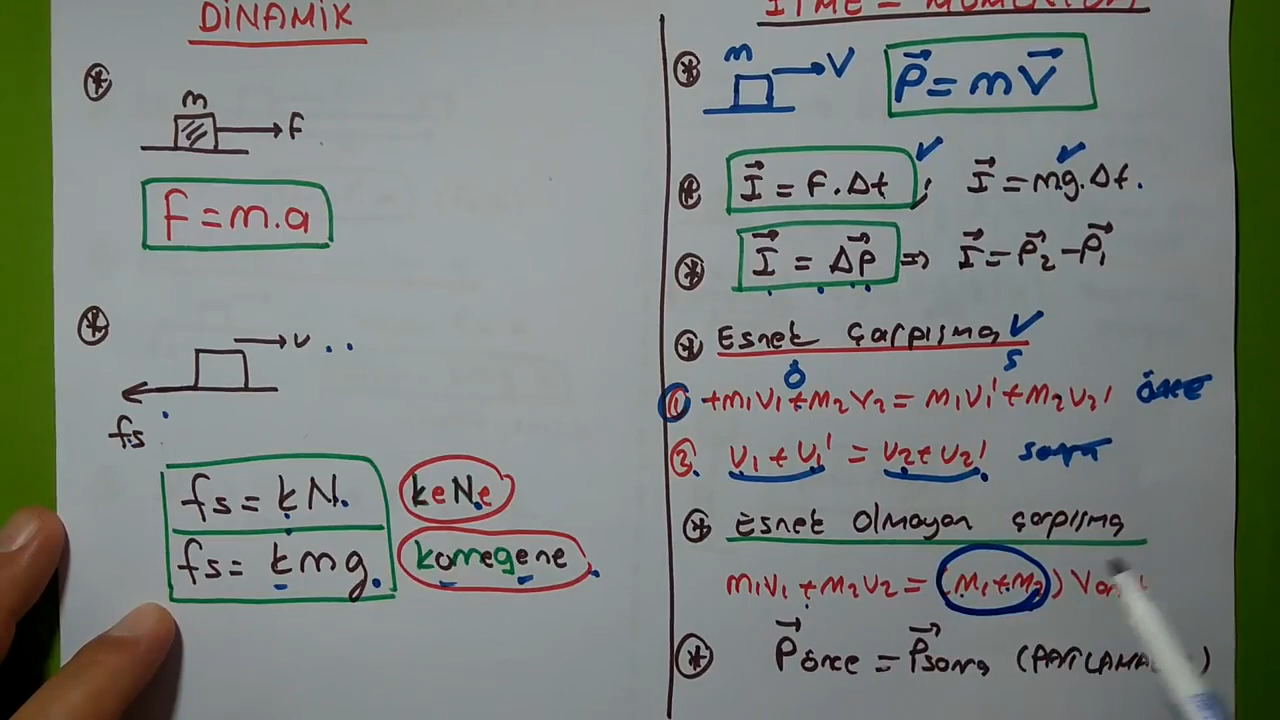 DİNAMİK
m
F
F = m.a
v
fs
fs = kN.
keNe
fs = kmg.
komegene
İTME - MOMENTUM
m
V
P = mV
I = F.Δt ; I = mg.Δt.
I = ΔP ⇒ I = P2 - P1
Esnek Çarpışma
Ö S
1 +m1v1 + m2v2 = m1v1' + m2v2' önce
2. v1 + v1' = v2 + v2' sonra
Esnek Olmayan Çarpışma
m1v1 + m2v2 = (m1+m2)
Pönce = Psonra